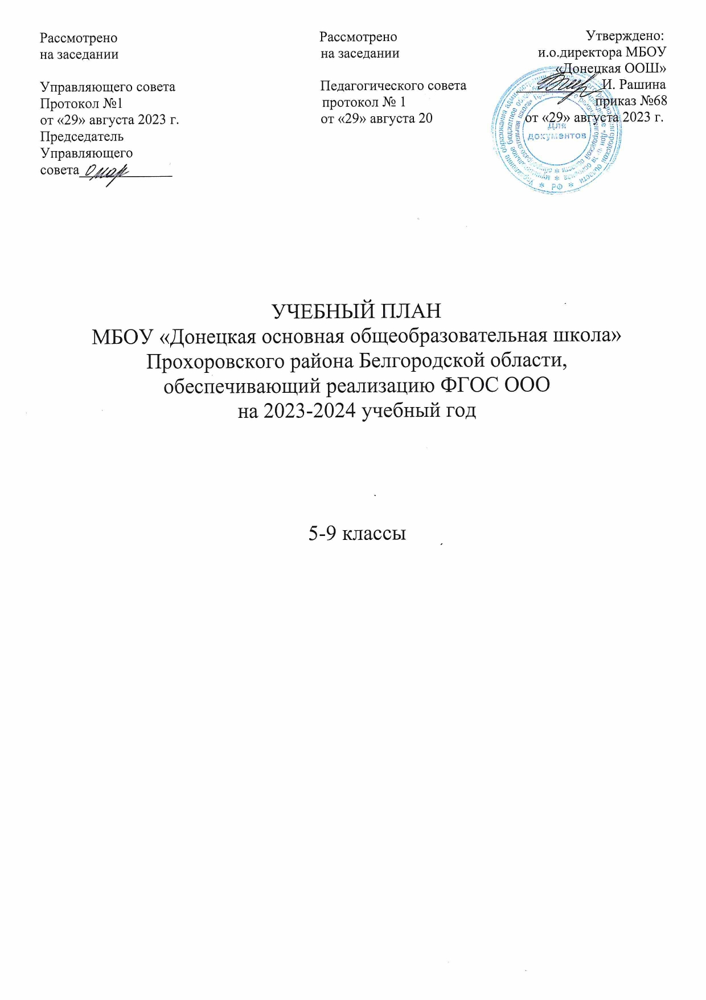 Рассмотрено
на заседании
Управляющего совета
Протокол №1
от «29» августа 2023 г.
Председатель
Управляющего
совета
Рассмотрено
на заседании
Педагогического совета
протокол № 1
от «29» августа 20
Утверждено:
и.о.директора МБОУ
«Донецкая ООШ»
И. Рашина
приказ №68
от «29» августа 2023 г.
Для
документов
* РФ *
УЧЕБНЫЙ ПЛАН
МБОУ «Донецкая основная общеобразовательная школа»
Прохоровского района Белгородской области,
обеспечивающий реализацию ФГОС ООО
на 2023-2024 учебный год
5-9 классы